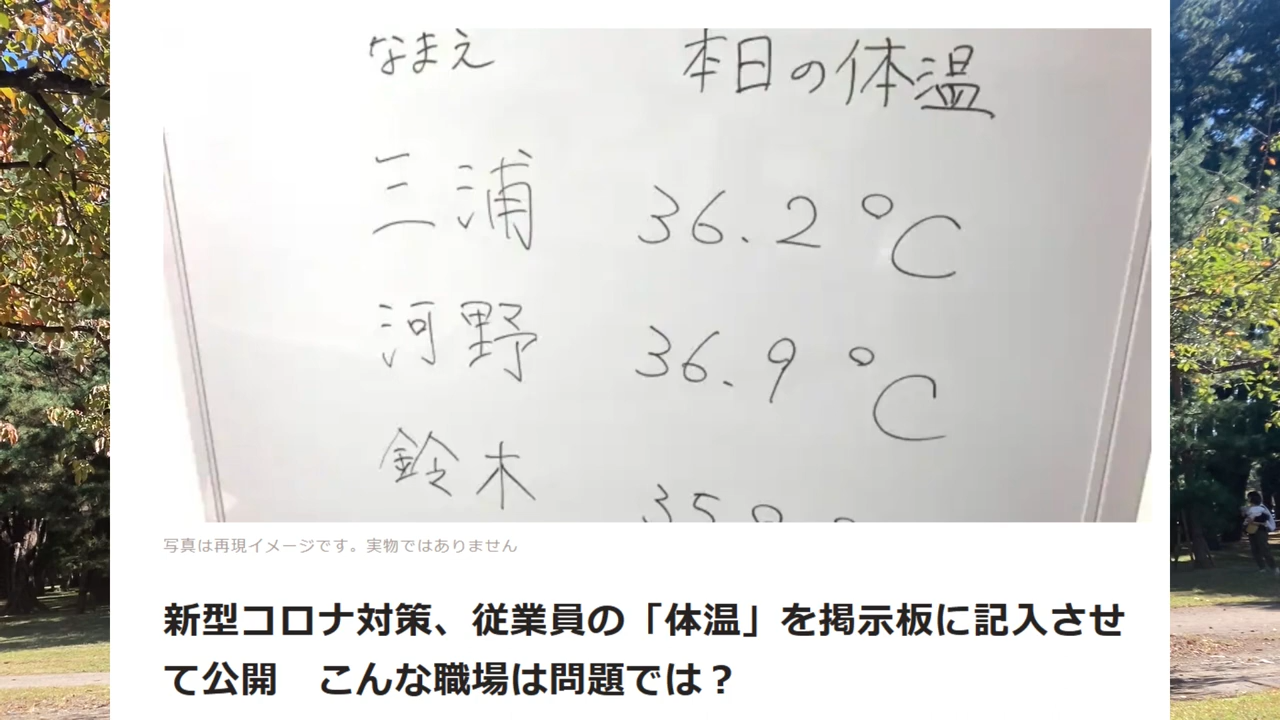 なまえ 本日の体温
三浦 36.2℃
河野 36.9℃
鈴木
写真は再現イメージです。実物ではありません
新型コロナ対策、従業員の「体温」を掲示板に記入させ
て公開　こんな職場は問題では？